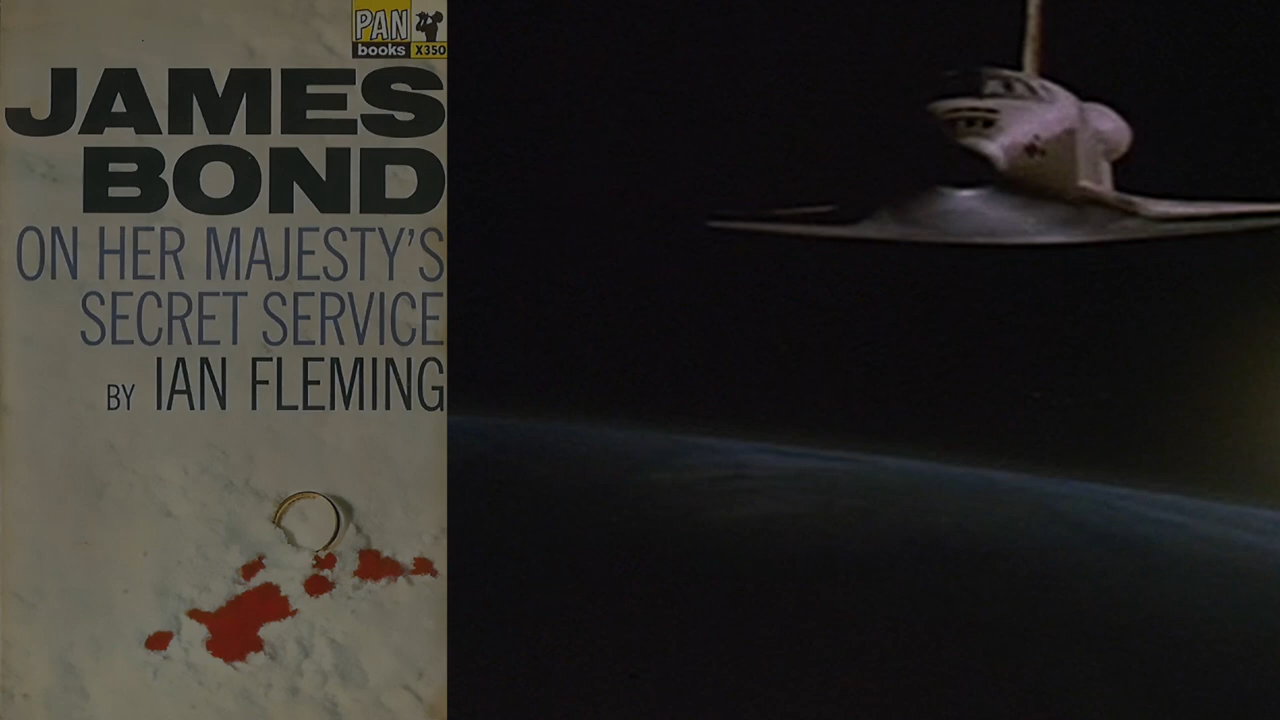 PAN
books X350
JAMES
BOND
ON HER MAJESTY'S
SECRET SERVICE
BY IAN FLEMING